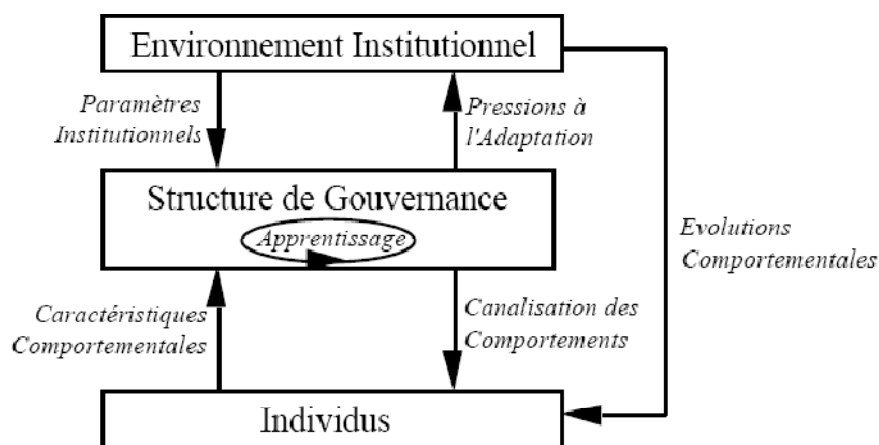 Environnement Institutionnel
Paramètres
Institutionnels
Pressions à
l'Adaptation
Structure de Gouvernance
Apprentissage
Evolutions
Comportementales
Caractéristiques
Comportementales
Canalisation des
Comportements
Individus